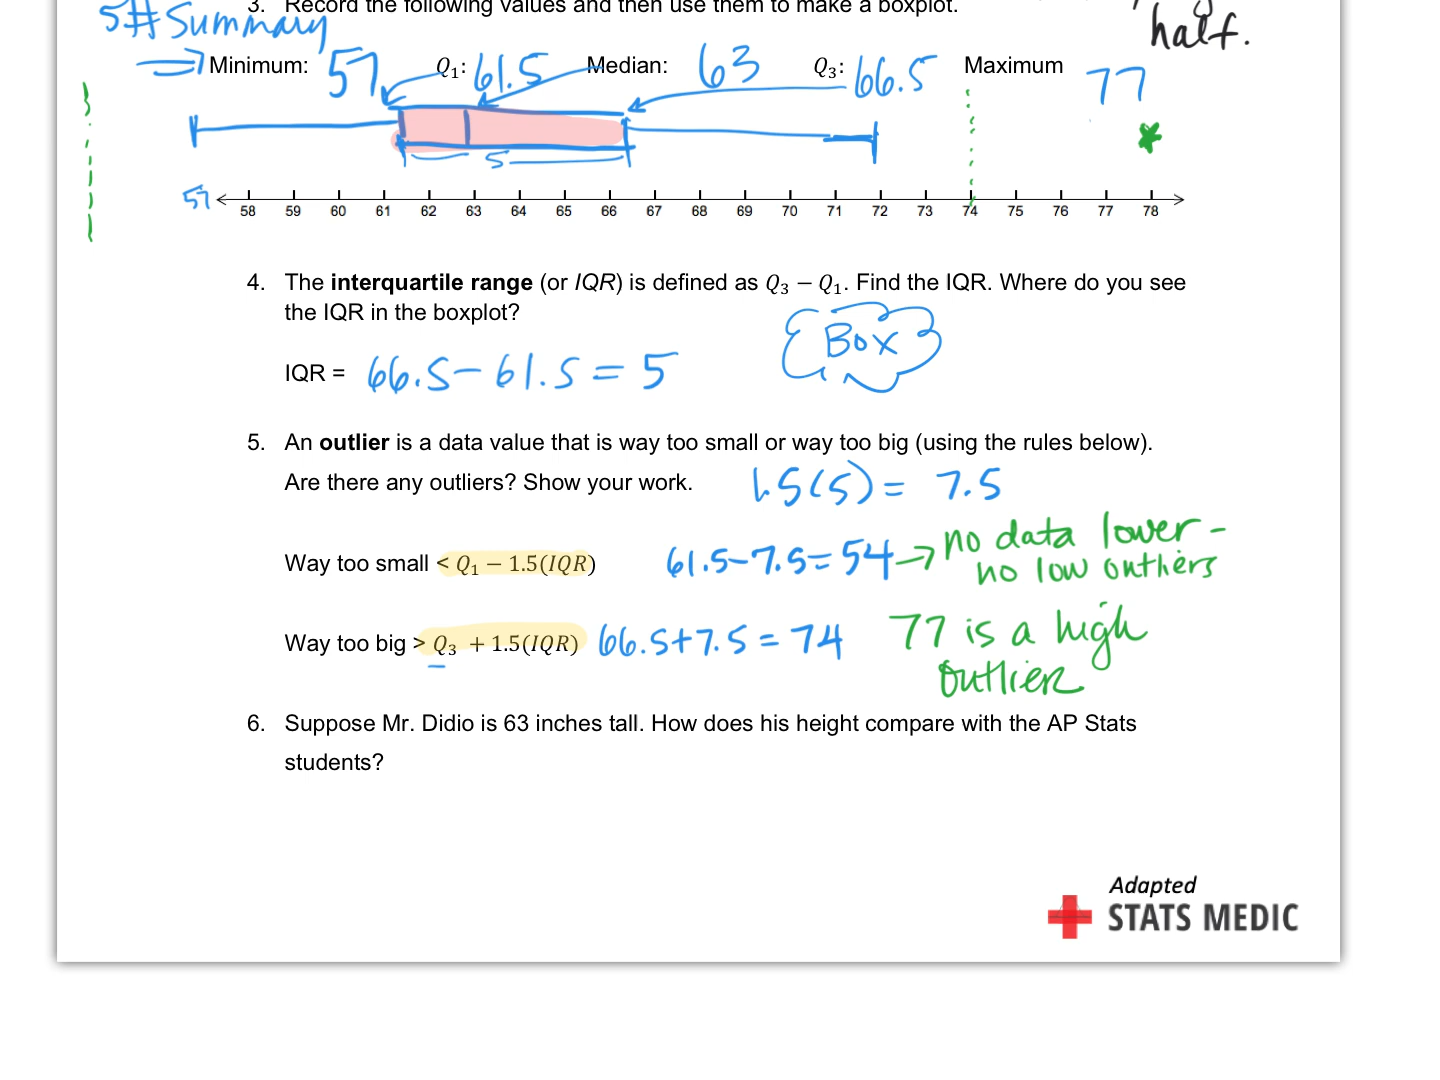 3. Record the following values and then use them to make a boxplot.
5# Summary
half.
Minimum: 57 Q₁: 61.5 Median: 63 Q₃: 66.5 Maximum 77
5
57 58 59 60 61 62 63 64 65 66 67 68 69 70 71 72 73 74 75 76 77 78
4. The interquartile range (or IQR) is defined as Q₃ − Q₁. Find the IQR. Where do you see
the IQR in the boxplot?
Box
IQR = 66.5 - 61.5 = 5
5. An outlier is a data value that is way too small or way too big (using the rules below).
Are there any outliers? Show your work. 1.5(5) = 7.5
Way too small < Q₁ − 1.5(IQR) 61.5-7.5=54 → no data lower -
no low outliers
Way too big > Q₃ + 1.5(IQR) 66.5+7.5 = 74 77 is a high
outlier
6. Suppose Mr. Didio is 63 inches tall. How does his height compare with the AP Stats
students?
Adapted
STATS MEDIC